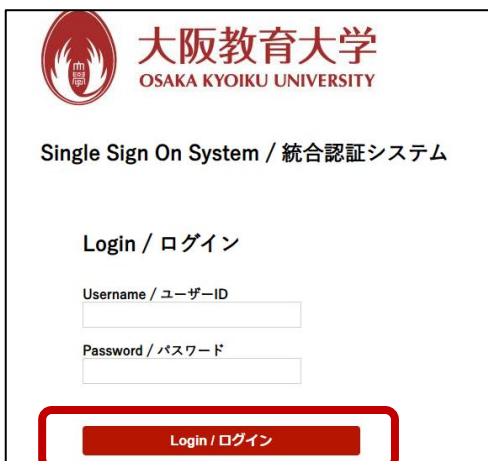 大學
大阪教育大学
OSAKA KYOIKU UNIVERSITY
Single Sign On System / 統合認証システム
Login / ログイン
Username / ユーザーID
Password / パスワード
Login / ログイン